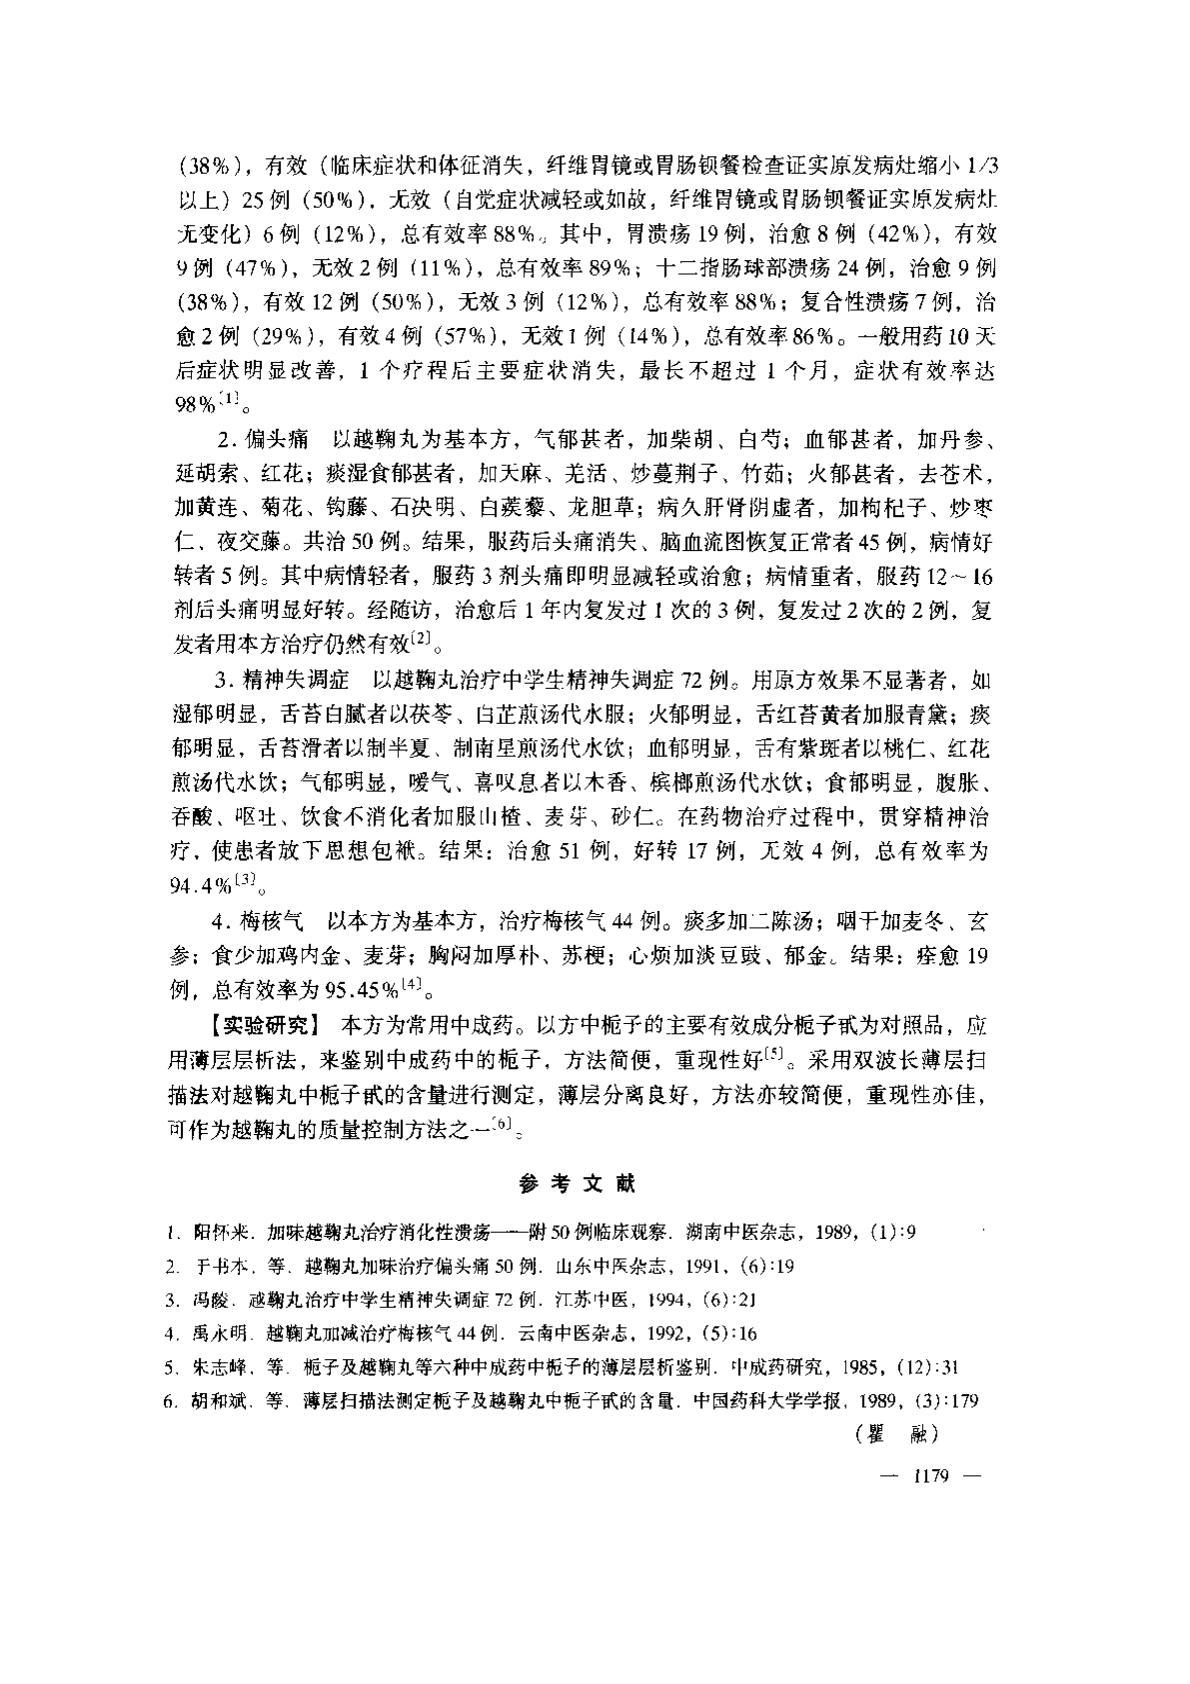 (38%)，有效（临床症状和体征消失，纤维胃镜或胃肠钡餐检查证实原发病灶缩小 1/3
以上）25 例（50%），无效（自觉症状减轻或如故，纤维胃镜或胃肠钡餐证实原发病灶
无变化）6 例（12%），总有效率 88%。其中，胃溃疡 19 例，治愈 8 例（42%），有效
9 例（47%），无效 2 例（11%），总有效率 89%；十二指肠球部溃疡 24 例，治愈 9 例
(38%)，有效 12 例（50%），无效 3 例（12%），总有效率 88%；复合性溃疡 7 例，治
愈 2 例（29%），有效 4 例（57%），无效 1 例（14%），总有效率 86%。一般用药 10 天
后症状明显改善，1 个疗程后主要症状消失，最长不超过 1 个月，症状有效率达
98%〔1〕。
2. 偏头痛　以越鞠丸为基本方，气郁甚者，加柴胡、白芍；血郁甚者，加丹参、
延胡索、红花；痰湿食郁甚者，加天麻、羌活、炒蔓荆子、竹茹；火郁甚者，去苍术，
加黄连、菊花、钩藤、石决明、白蒺藜、龙胆草；病久肝肾阴虚者，加枸杞子、炒枣
仁、夜交藤。共治 50 例。结果，服药后头痛消失、脑血流图恢复正常者 45 例，病情好
转者 5 例。其中病情轻者，服药 3 剂头痛即明显减轻或治愈；病情重者，服药 12～16
剂后头痛明显好转。经随访，治愈后 1 年内复发过 1 次的 3 例，复发过 2 次的 2 例，复
发者用本方治疗仍然有效〔2〕。
3. 精神失调症　以越鞠丸治疗中学生精神失调症 72 例。用原方效果不显著者，如
湿郁明显，舌苔白腻者以茯苓、白芷煎汤代水服；火郁明显，舌红苔黄者加服青黛；痰
郁明显，舌苔滑者以制半夏、制南星煎汤代水饮；血郁明显，舌有紫斑者以桃仁、红花
煎汤代水饮；气郁明显，嗳气、喜叹息者以木香、槟榔煎汤代水饮；食郁明显，腹胀、
吞酸、呕吐、饮食不消化者加服山楂、麦芽、砂仁。在药物治疗过程中，贯穿精神治
疗，使患者放下思想包袱。结果：治愈 51 例，好转 17 例，无效 4 例，总有效率为
94.4%〔3〕。
4. 梅核气　以本方为基本方，治疗梅核气 44 例。痰多加二陈汤；咽干加麦冬、玄
参；食少加鸡内金、麦芽；胸闷加厚朴、苏梗；心烦加淡豆豉、郁金。结果：痊愈 19
例，总有效率为 95.45%〔4〕。
【实验研究】　本方为常用中成药。以方中栀子的主要有效成分栀子甙为对照品，应
用薄层层析法，来鉴别中成药中的栀子，方法简便，重现性好〔5〕。采用双波长薄层扫
描法对越鞠丸中栀子甙的含量进行测定，薄层分离良好，方法亦较简便，重现性亦佳，
可作为越鞠丸的质量控制方法之一〔6〕。
参 考 文 献
1. 阳怀来．加味越鞠丸治疗消化性溃疡——附 50 例临床观察．湖南中医杂志，1989，(1):9
2. 于书本，等．越鞠丸加味治疗偏头痛 50 例．山东中医杂志，1991，(6):19
3. 冯酸．越鞠丸治疗中学生精神失调症 72 例．江苏中医，1994，(6):21
4. 禹永明．越鞠丸加减治疗梅核气 44 例．云南中医杂志，1992，(5):16
5. 朱志峰，等．栀子及越鞠丸等六种中成药中栀子的薄层层析鉴别．中成药研究，1985，(12):31
6. 胡和斌，等．薄层扫描法测定栀子及越鞠丸中栀子甙的含量．中国药科大学学报，1989，(3):179
（瞿　融）
— 1179 —